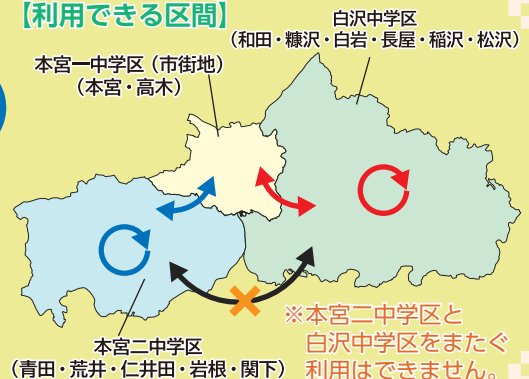 【利用できる区間】
白沢中学区
（和田・糠沢・白岩・長屋・稲沢・松沢）
本宮一中学区（市街地）
（本宮・高木）
本宮二中学区
（青田・荒井・仁井田・岩根・関下）
※本宮二中学区と
白沢中学区をまたぐ
利用はできません。